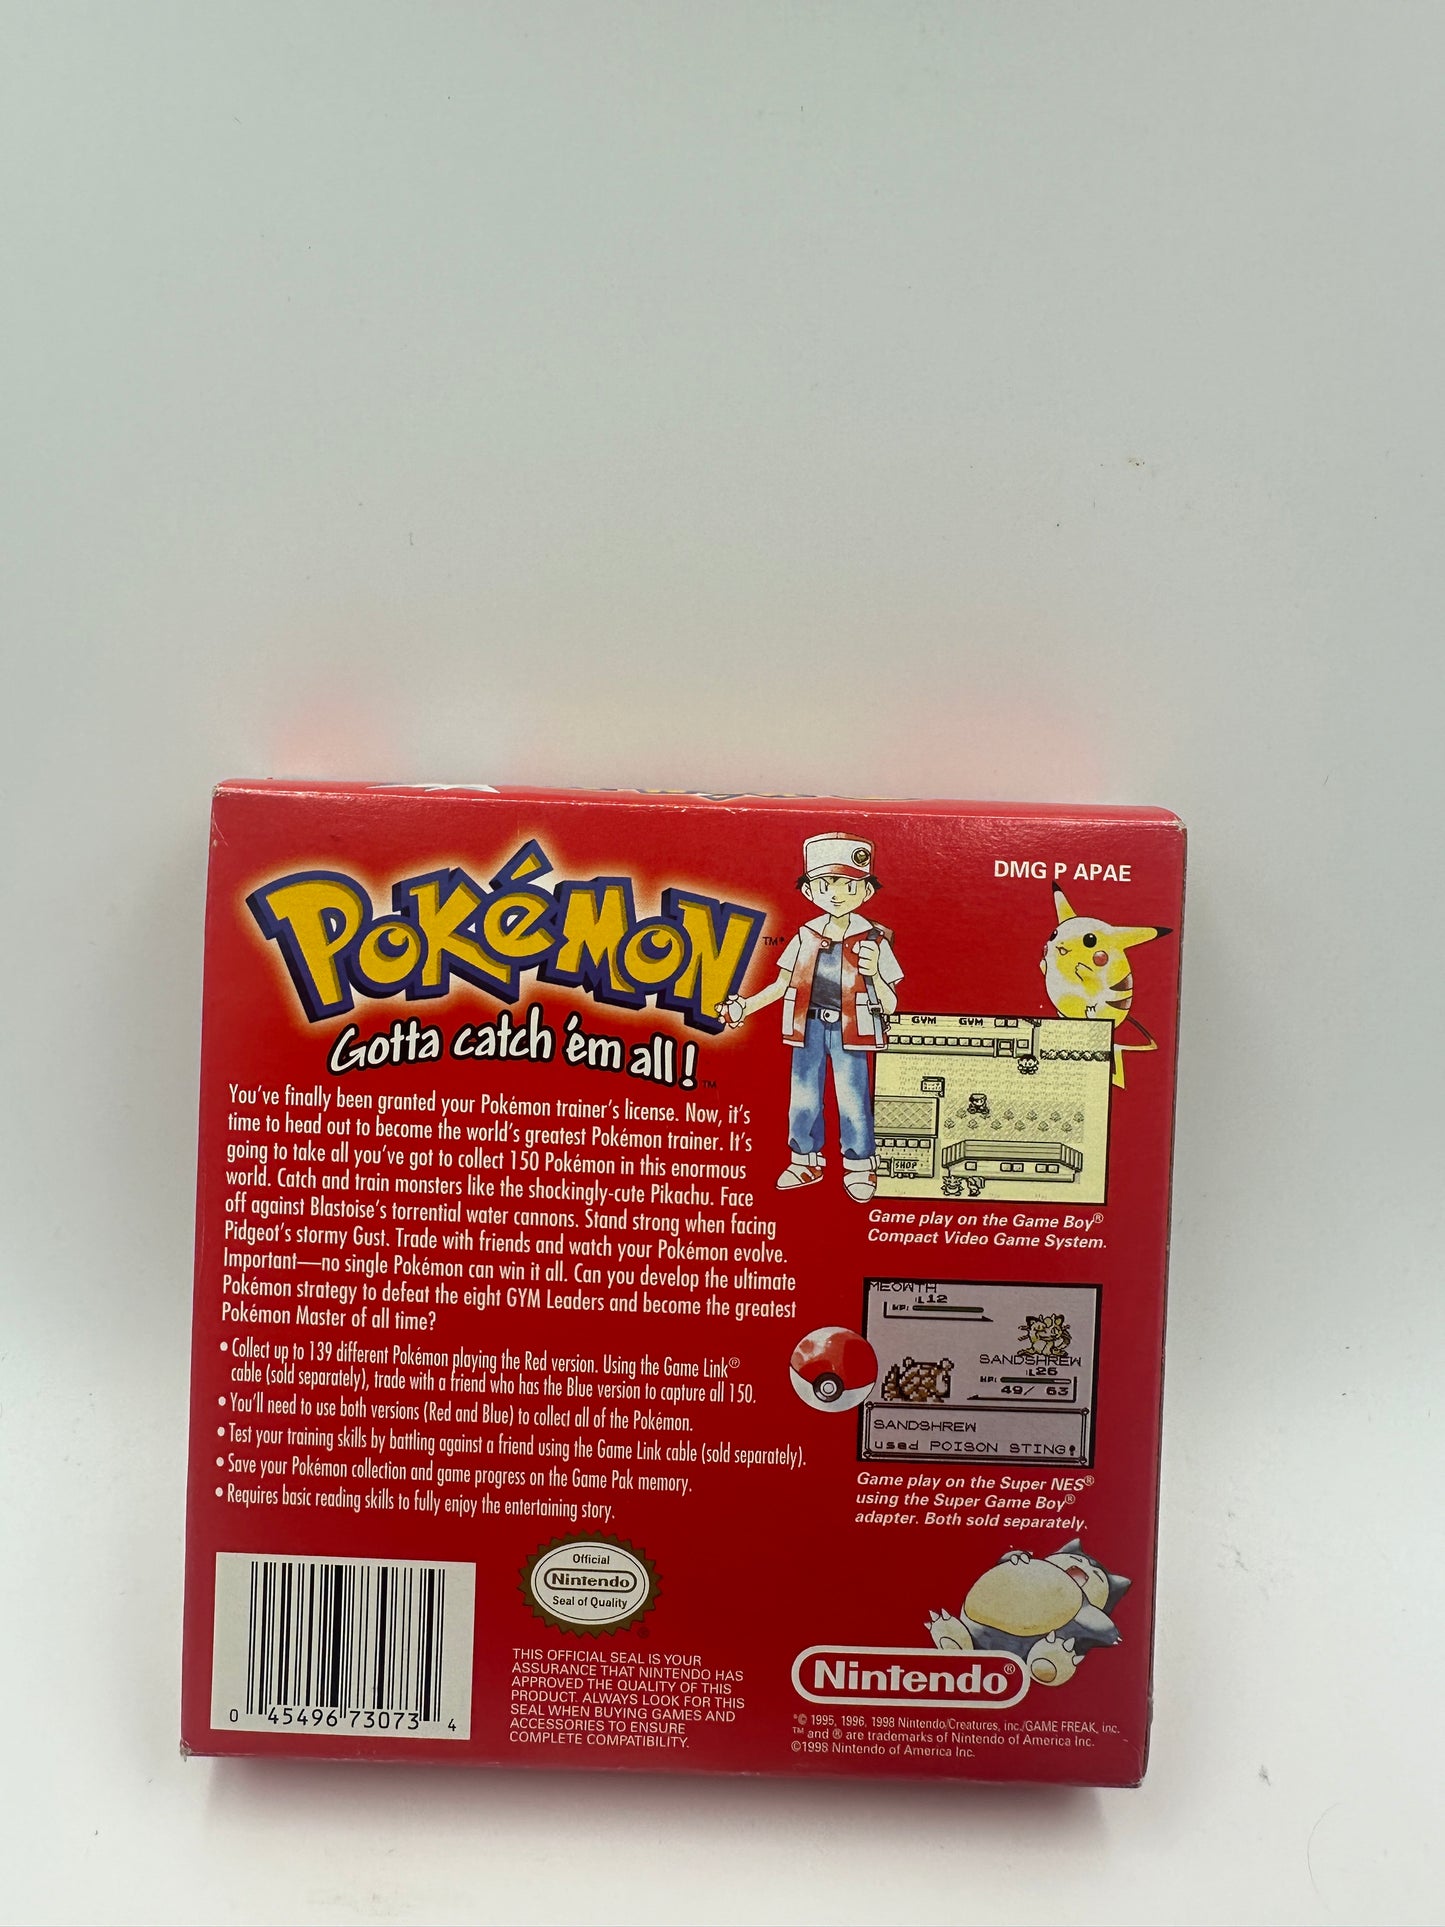 DMG P APAE
POKéMON
TM®
Gotta catch 'em all!
TM
You've finally been granted your Pokémon trainer's license. Now, it's
time to head out to become the world's greatest Pokémon trainer. It's
going to take all you've got to collect 150 Pokémon in this enormous
world. Catch and train monsters like the shockingly-cute Pikachu. Face
off against Blastoise's torrential water cannons. Stand strong when facing
Pidgeot's stormy Gust. Trade with friends and watch your Pokémon evolve.
Important—no single Pokémon can win it all. Can you develop the ultimate
Pokémon strategy to defeat the eight GYM Leaders and become the greatest
Pokémon Master of all time?
• Collect up to 139 different Pokémon playing the Red version. Using the Game Link®
cable (sold separately), trade with a friend who has the Blue version to capture all 150.
• You'll need to use both versions (Red and Blue) to collect all of the Pokémon.
• Test your training skills by battling against a friend using the Game Link cable (sold separately).
• Save your Pokémon collection and game progress on the Game Pak memory.
• Requires basic reading skills to fully enjoy the entertaining story.
GYM GYM
SHOP
Game play on the Game Boy®
Compact Video Game System.
MEOWTH
:L12
HP:
SANDSHREW
:L26
HP:
49/ 63
SANDSHREW
used POISON STING!
Game play on the Super NES®
using the Super Game Boy®
adapter. Both sold separately.
0 45496 73073 4
Official
Nintendo
Seal of Quality
®
THIS OFFICIAL SEAL IS YOUR
ASSURANCE THAT NINTENDO HAS
APPROVED THE QUALITY OF THIS
PRODUCT. ALWAYS LOOK FOR THIS
SEAL WHEN BUYING GAMES AND
ACCESSORIES TO ENSURE
COMPLETE COMPATIBILITY.
Nintendo®
*© 1995, 1996, 1998 Nintendo/Creatures, inc./GAME FREAK, inc.
TM and ® are trademarks of Nintendo of America Inc.
©1998 Nintendo of America Inc.